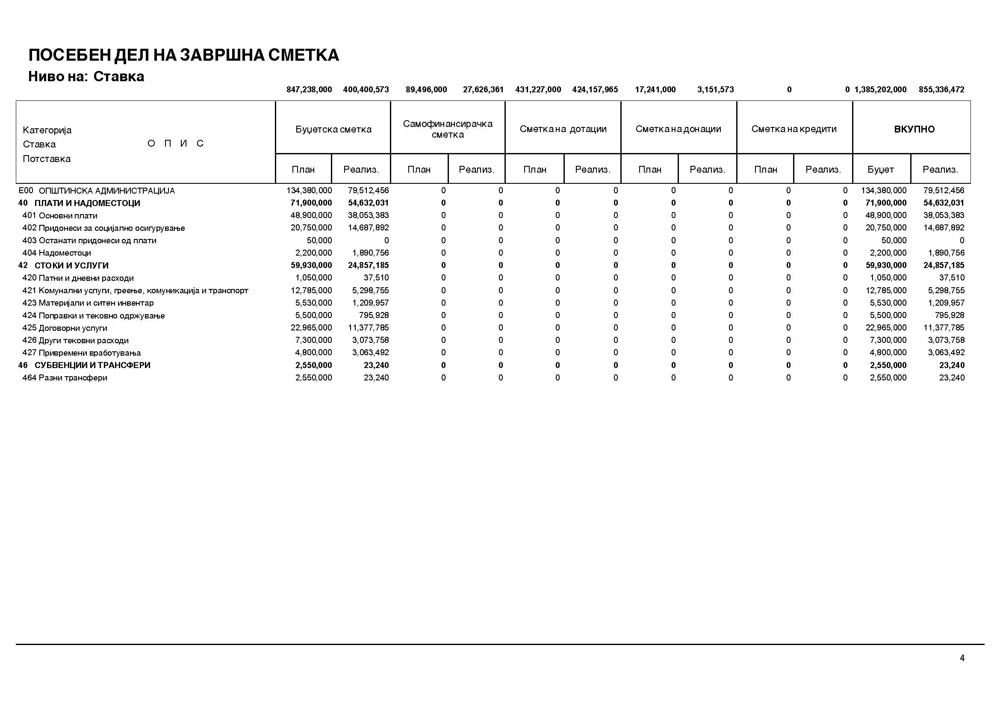 ПОСЕБЕН ДЕЛ НА ЗАВРШНА СМЕТКА
Ниво на: Ставка
847,238,000 400,400,573 89,496,000 27,626,361 431,227,000 424,157,965 17,241,000 3,151,573 0 0 1,385,202,000 855,336,472
Категорија
Ставка
Потставка
О П И С
Буџетска сметка
Самофинансирачка
сметка
Сметка на дотации
Сметка на донации
Сметка на кредити
ВКУПНО
План Реализ. План Реализ. План Реализ. План Реализ. План Реализ. Буџет Реализ.
Е00 ОПШТИНСКА АДМИНИСТРАЦИЈА 134,380,000 79,512,456 0 0 0 0 0 0 0 0 134,380,000 79,512,456
40 ПЛАТИ И НАДОМЕСТОЦИ 71,900,000 54,632,031 0 0 0 0 0 0 0 0 71,900,000 54,632,031
401 Основни плати 48,900,000 38,053,383 0 0 0 0 0 0 0 0 48,900,000 38,053,383
402 Придонеси за социјално осигурување 20,750,000 14,687,892 0 0 0 0 0 0 0 0 20,750,000 14,687,892
403 Останати придонеси од плати 50,000 0 0 0 0 0 0 0 0 0 50,000 0
404 Надоместоци 2,200,000 1,890,756 0 0 0 0 0 0 0 0 2,200,000 1,890,756
42 СТОКИ И УСЛУГИ 59,930,000 24,857,185 0 0 0 0 0 0 0 0 59,930,000 24,857,185
420 Патни и дневни расходи 1,050,000 37,510 0 0 0 0 0 0 0 0 1,050,000 37,510
421 Комунални услуги, греење, комуникација и транспорт 12,785,000 5,298,755 0 0 0 0 0 0 0 0 12,785,000 5,298,755
423 Материјали и ситен инвентар 5,530,000 1,209,957 0 0 0 0 0 0 0 0 5,530,000 1,209,957
424 Поправки и тековно одржување 5,500,000 795,928 0 0 0 0 0 0 0 0 5,500,000 795,928
425 Договорни услуги 22,965,000 11,377,785 0 0 0 0 0 0 0 0 22,965,000 11,377,785
426 Други тековни расходи 7,300,000 3,073,758 0 0 0 0 0 0 0 0 7,300,000 3,073,758
427 Привремени вработувања 4,800,000 3,063,492 0 0 0 0 0 0 0 0 4,800,000 3,063,492
46 СУБВЕНЦИИ И ТРАНСФЕРИ 2,550,000 23,240 0 0 0 0 0 0 0 0 2,550,000 23,240
464 Разни трансфери 2,550,000 23,240 0 0 0 0 0 0 0 0 2,550,000 23,240
4